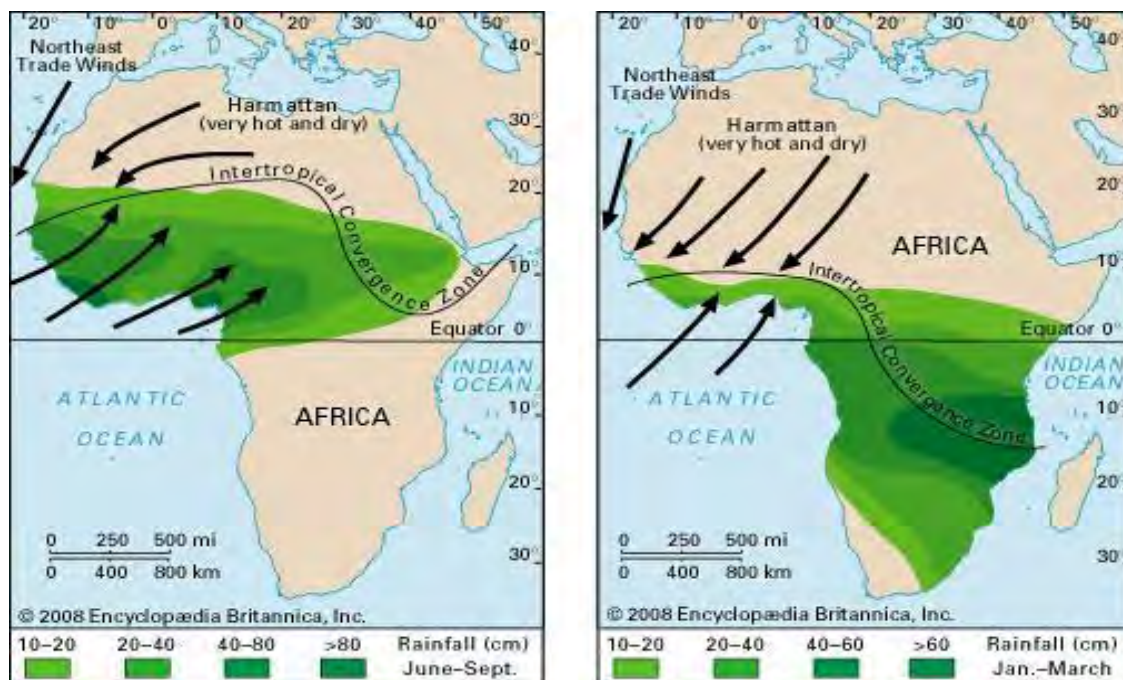 20° 10° 0° 10° 20° 30° 40° 50°
40°
Northeast
Trade Winds
Harmattan
(very hot and dry)
30°
Intertropical Convergence Zone
20°
10°
Equator 0°
INDIAN
OCEAN
ATLANTIC
OCEAN
AFRICA
10°
20°
0 250 500 mi
0 400 800 km
30°
© 2008 Encyclopædia Britannica, Inc.
10–20 20–40 40–80 >80 Rainfall (cm)
June–Sept.
20° 10° 0° 10° 20° 30° 40° 50°
40°
Northeast
Trade Winds
Harmattan
(very hot and dry)
30°
20°
AFRICA
10°
Intertropical Convergence Zone
Equator 0°
INDIAN
OCEAN
ATLANTIC
OCEAN
10°
20°
0 250 500 mi
0 400 800 km
30°
© 2008 Encyclopædia Britannica, Inc.
10–20 20–40 40–60 >60 Rainfall (cm)
Jan.–March